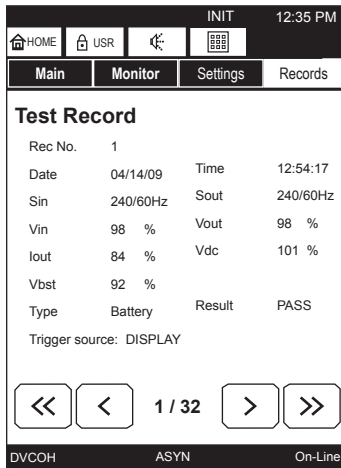 INIT 12:35 PM
HOME USR
Main Monitor Settings Records
Test Record
Rec No. 1
Date 04/14/09 Time 12:54:17
Sin 240/60Hz Sout 240/60Hz
Vin 98 % Vout 98 %
Iout 84 % Vdc 101 %
Vbst 92 %
Type Battery Result PASS
Trigger source: DISPLAY
1 / 32
DVCOH ASYN On-Line